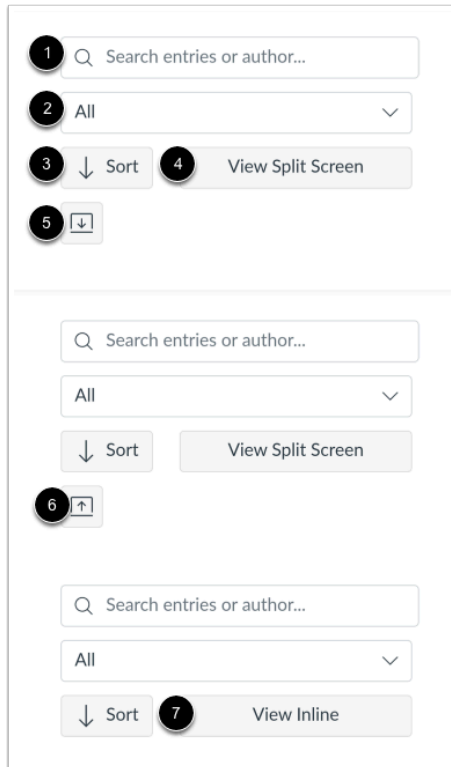 1 Search entries or author...
2 All
3 Sort 4 View Split Screen
5
Search entries or author...
All
Sort View Split Screen
6
Search entries or author...
All
Sort 7 View Inline